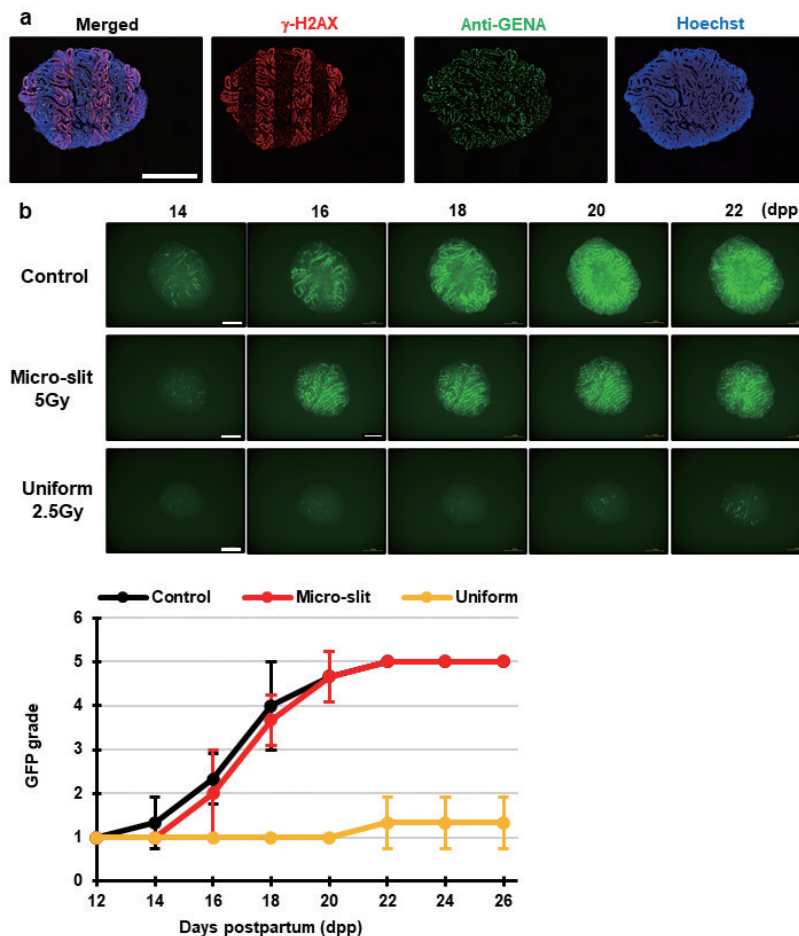 a
Merged γ-H2AX Anti-GENA Hoechst
b
14 16 18 20 22 (dpp)
Control
Micro-slit
5Gy
Uniform
2.5Gy
Control Micro-slit Uniform
6
5
4
3
2
1
0
GFP grade
12 14 16 18 20 22 24 26
Days postpartum (dpp)